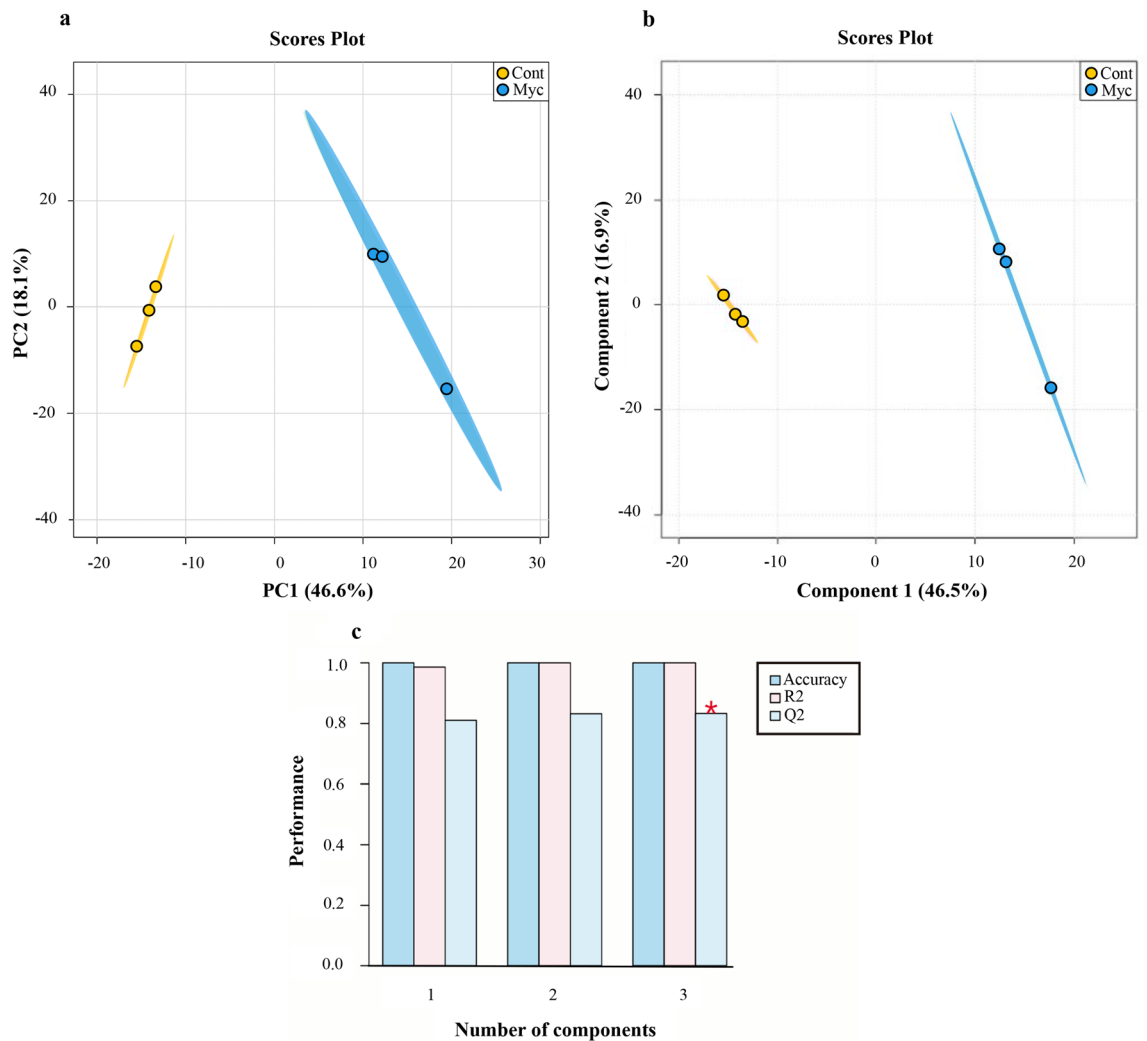 a
Scores Plot
Cont
Myc
40
20
0
-20
-40
-20
-10
0
10
20
30
PC2 (18.1%)
PC1 (46.6%)
b
Scores Plot
Cont
Myc
40
20
0
-20
-40
-20
-10
0
10
20
Component 2 (16.9%)
Component 1 (46.5%)
c
1.0
0.8
0.6
0.4
0.2
0.0
*
Accuracy
R2
Q2
1
2
3
Performance
Number of components